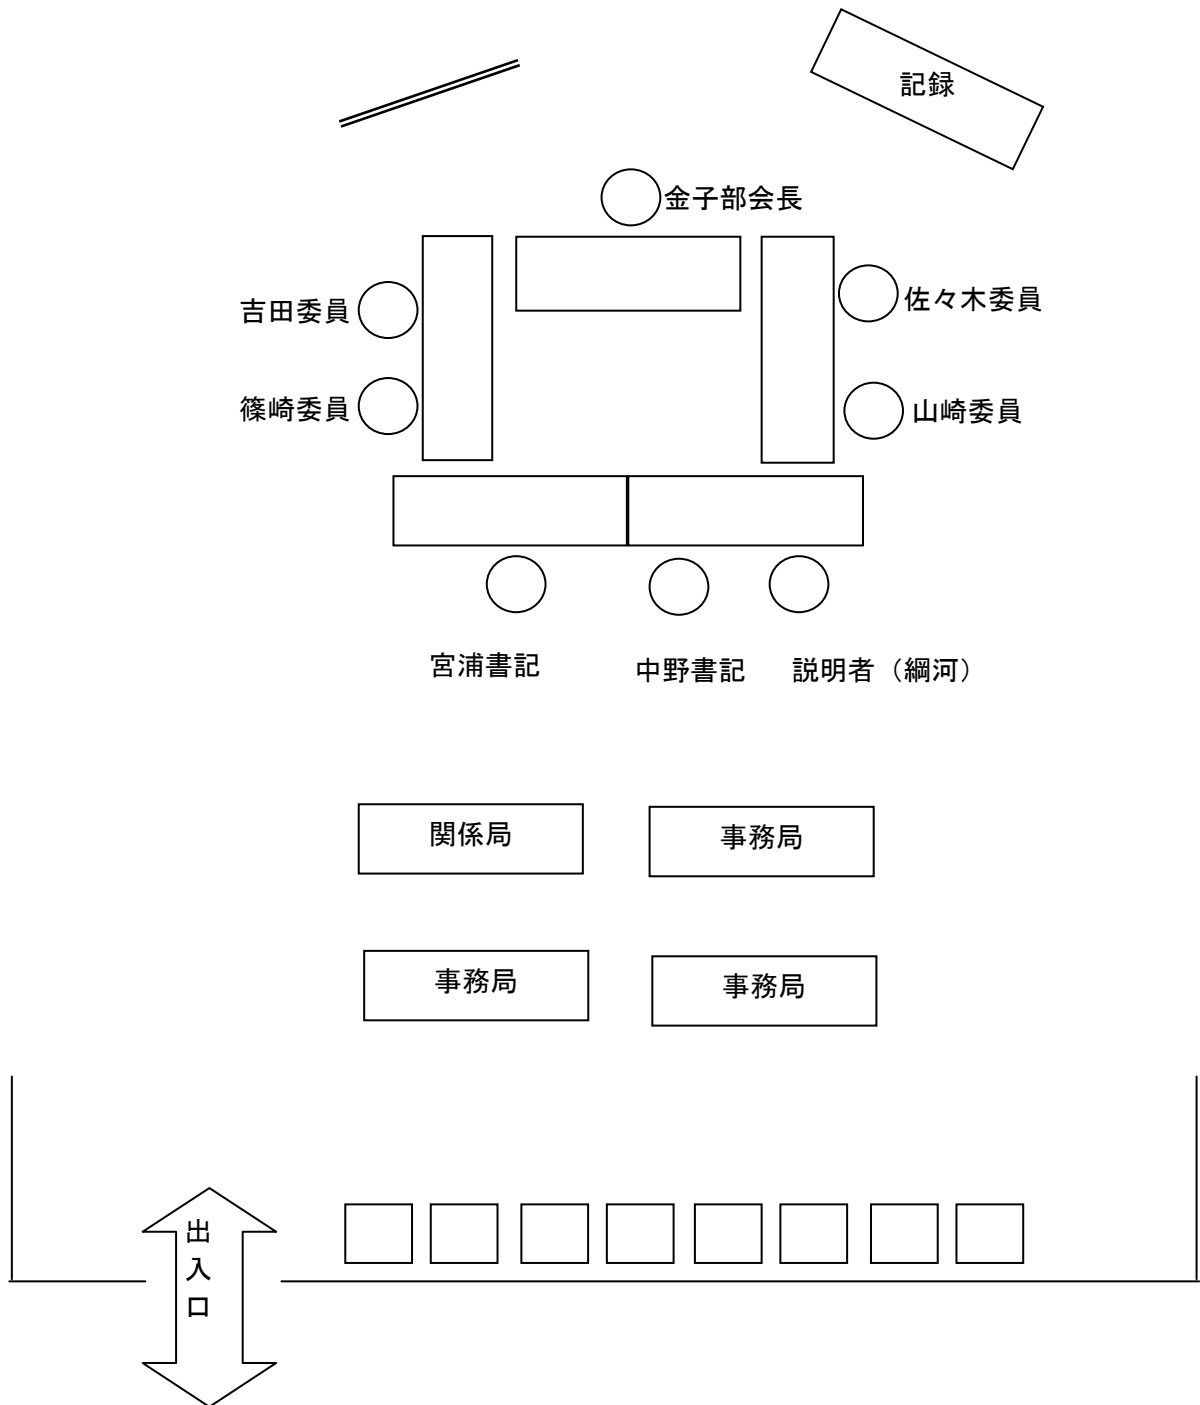 記録
金子部会長
吉田委員
佐々木委員
篠崎委員
山崎委員
宮浦書記
中野書記
説明者（綱河）
関係局
事務局
事務局
事務局
出入口